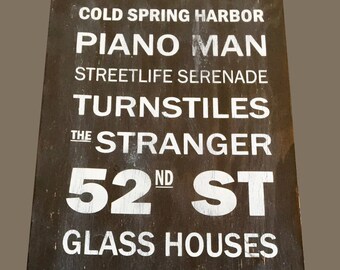 COLD SPRING HARBOR
PIANO MAN
STREETLIFE SERENADE
TURNSTILES
THE STRANGER
52ND ST
GLASS HOUSES